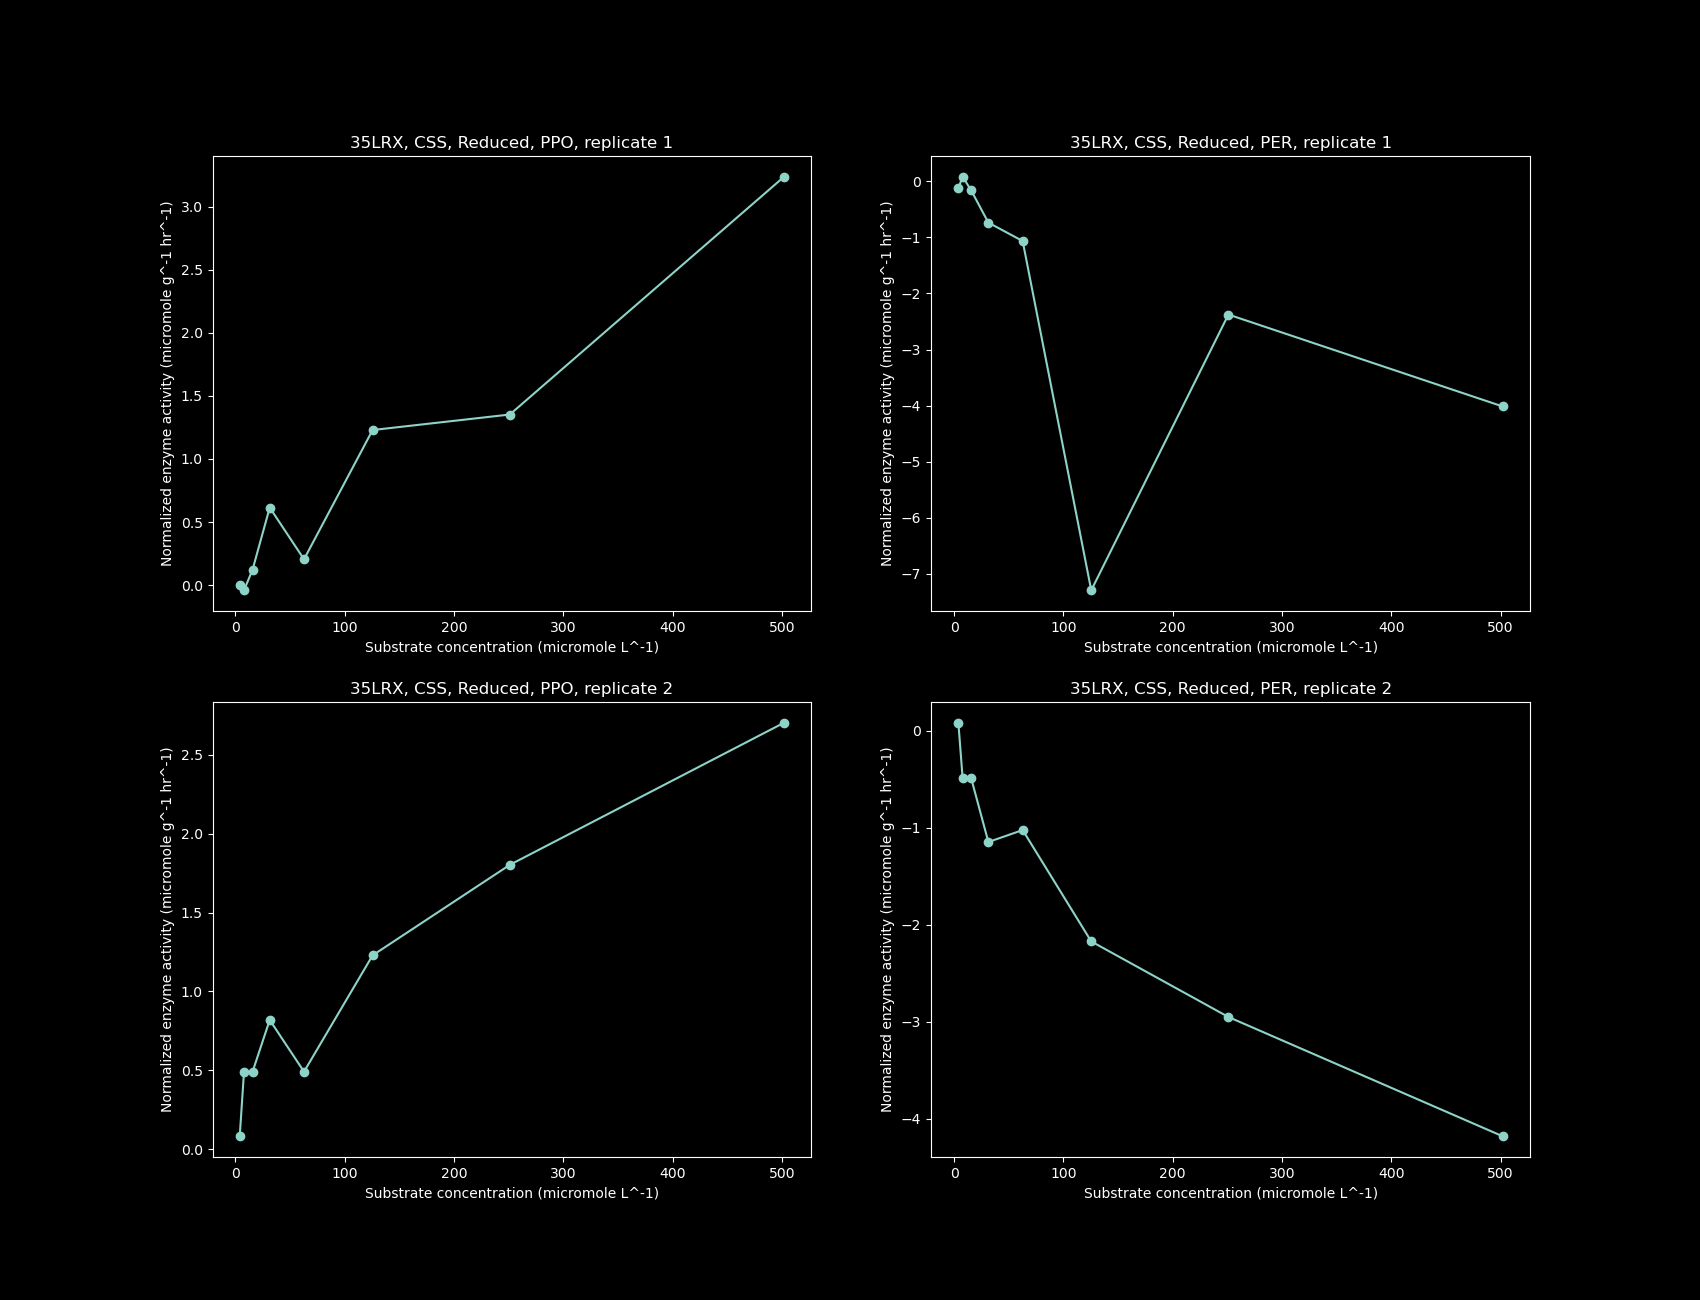 35LRX, CSS, Reduced, PPO, replicate 1
Normalized enzyme activity (micromole g^-1 hr^-1)
3.0
2.5
2.0
1.5
1.0
0.5
0.0
0 100 200 300 400 500
Substrate concentration (micromole L^-1)
35LRX, CSS, Reduced, PER, replicate 1
Normalized enzyme activity (micromole g^-1 hr^-1)
0
−1
−2
−3
−4
−5
−6
−7
0 100 200 300 400 500
Substrate concentration (micromole L^-1)
35LRX, CSS, Reduced, PPO, replicate 2
Normalized enzyme activity (micromole g^-1 hr^-1)
2.5
2.0
1.5
1.0
0.5
0.0
0 100 200 300 400 500
Substrate concentration (micromole L^-1)
35LRX, CSS, Reduced, PER, replicate 2
Normalized enzyme activity (micromole g^-1 hr^-1)
0
−1
−2
−3
−4
0 100 200 300 400 500
Substrate concentration (micromole L^-1)